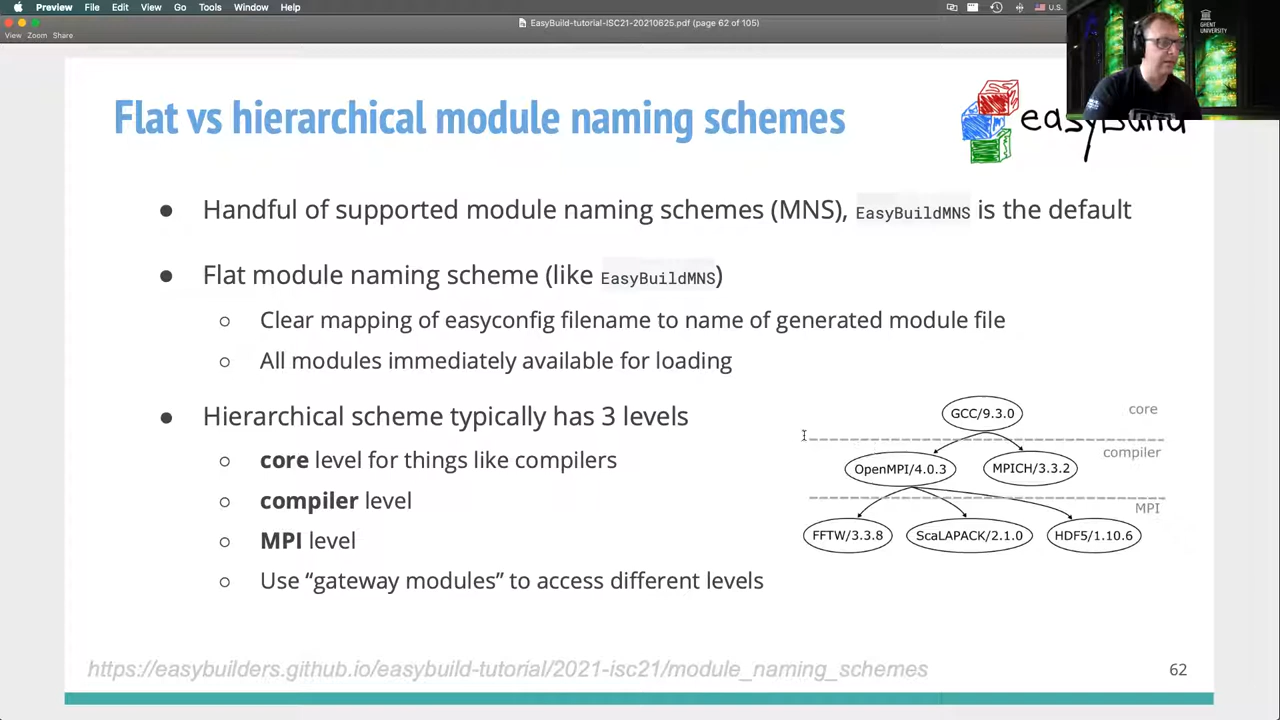 Preview File Edit View Go Tools Window Help
U.S.
EasyBuild-tutorial-ISC21-20210625.pdf (page 62 of 105)
View Zoom Share
GHENT
UNIVERSITY
Flat vs hierarchical module naming schemes
easybuild
● Handful of supported module naming schemes (MNS), EasyBuildMNS is the default
● Flat module naming scheme (like EasyBuildMNS)
○ Clear mapping of easyconfig filename to name of generated module file
○ All modules immediately available for loading
● Hierarchical scheme typically has 3 levels
○ core level for things like compilers
○ compiler level
○ MPI level
○ Use “gateway modules” to access different levels
GCC/9.3.0
core
compiler
OpenMPI/4.0.3 MPICH/3.3.2
MPI
FFTW/3.3.8 ScaLAPACK/2.1.0 HDF5/1.10.6
https://easybuilders.github.io/easybuild-tutorial/2021-isc21/module_naming_schemes
62